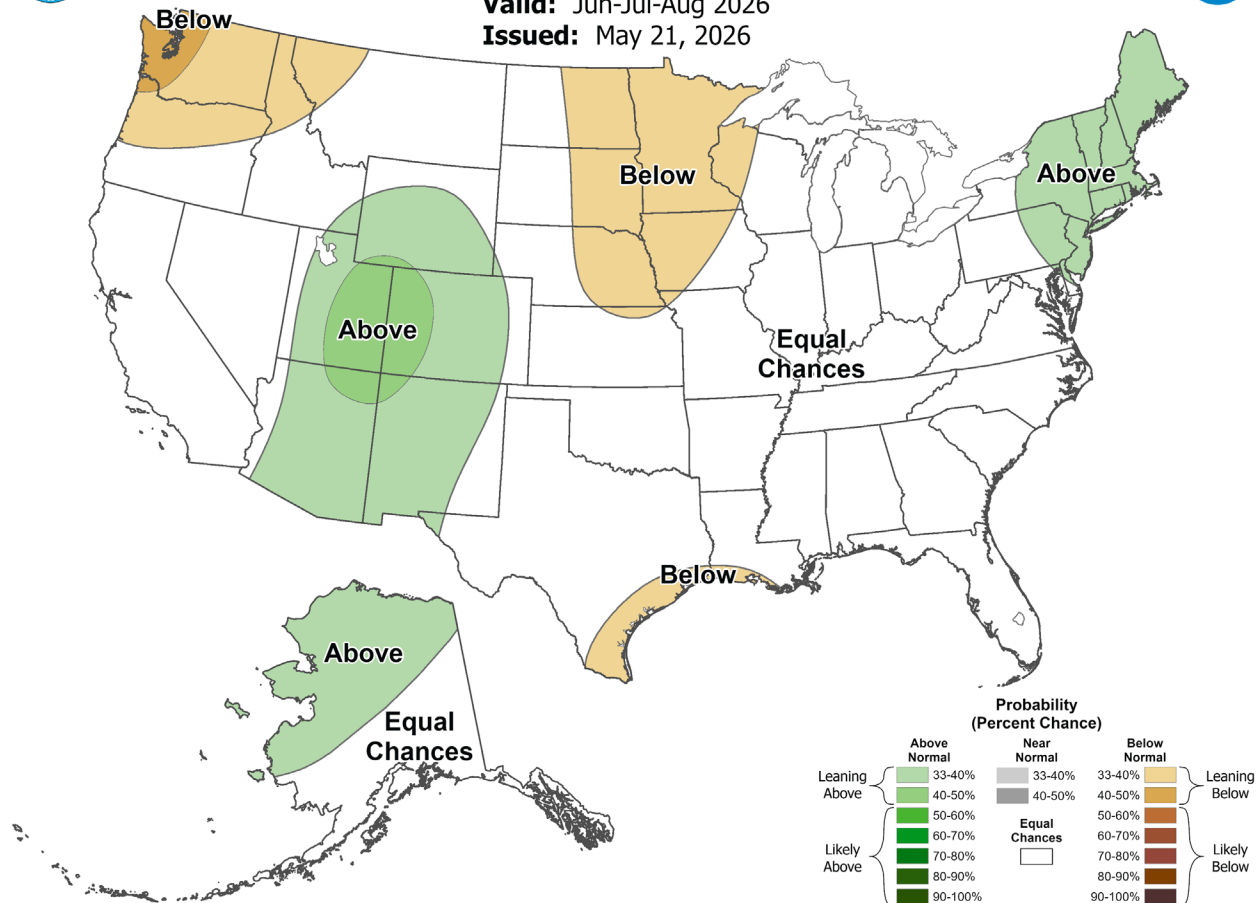 Valid: Jun-Jul-Aug 2026
Issued: May 21, 2026
Below
Below
Above
Above
Equal
Chances
Below
Above
Equal
Chances
Probability
(Percent Chance)
Above
Normal
Near
Normal
Below
Normal
Leaning
Above
33-40%
40-50%
Likely
Above
50-60%
60-70%
70-80%
80-90%
90-100%
33-40%
40-50%
Equal
Chances
33-40%
40-50%
Leaning
Below
50-60%
60-70%
70-80%
80-90%
90-100%
Likely
Below